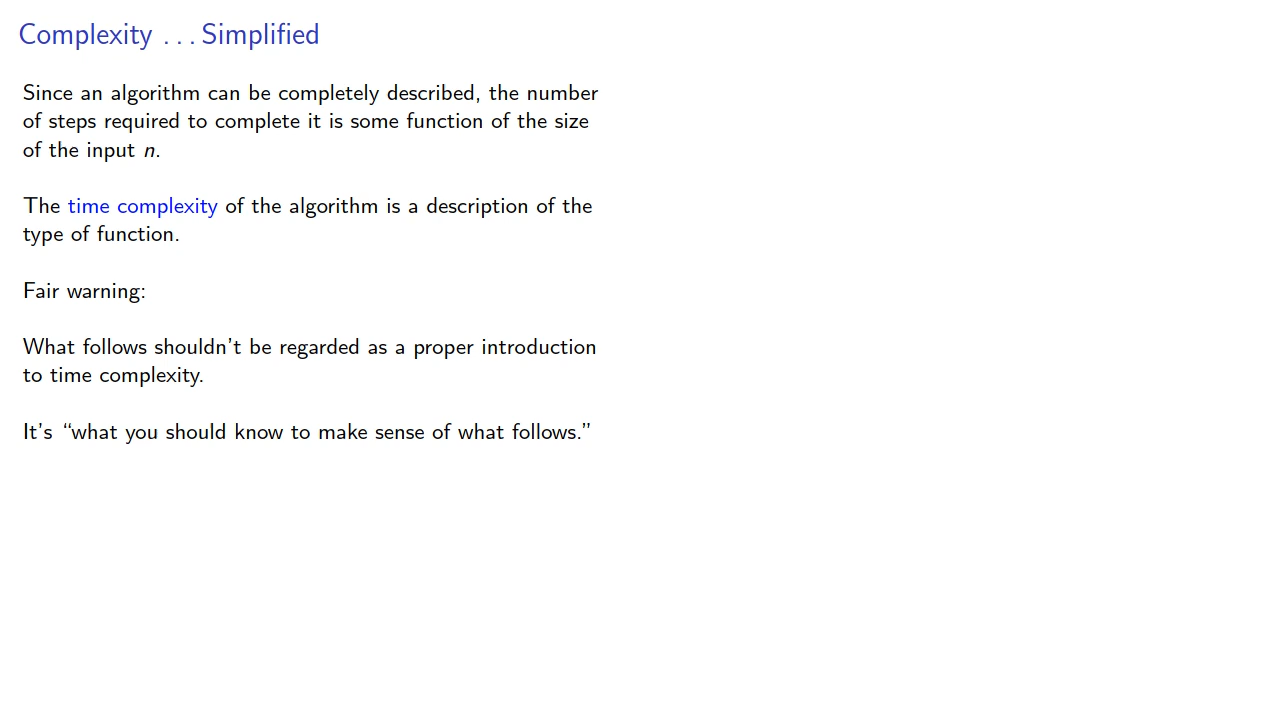 Complexity ... Simplified
Since an algorithm can be completely described, the number
of steps required to complete it is some function of the size
of the input n.
The time complexity of the algorithm is a description of the
type of function.
Fair warning:
What follows shouldn’t be regarded as a proper introduction
to time complexity.
It’s “what you should know to make sense of what follows.”